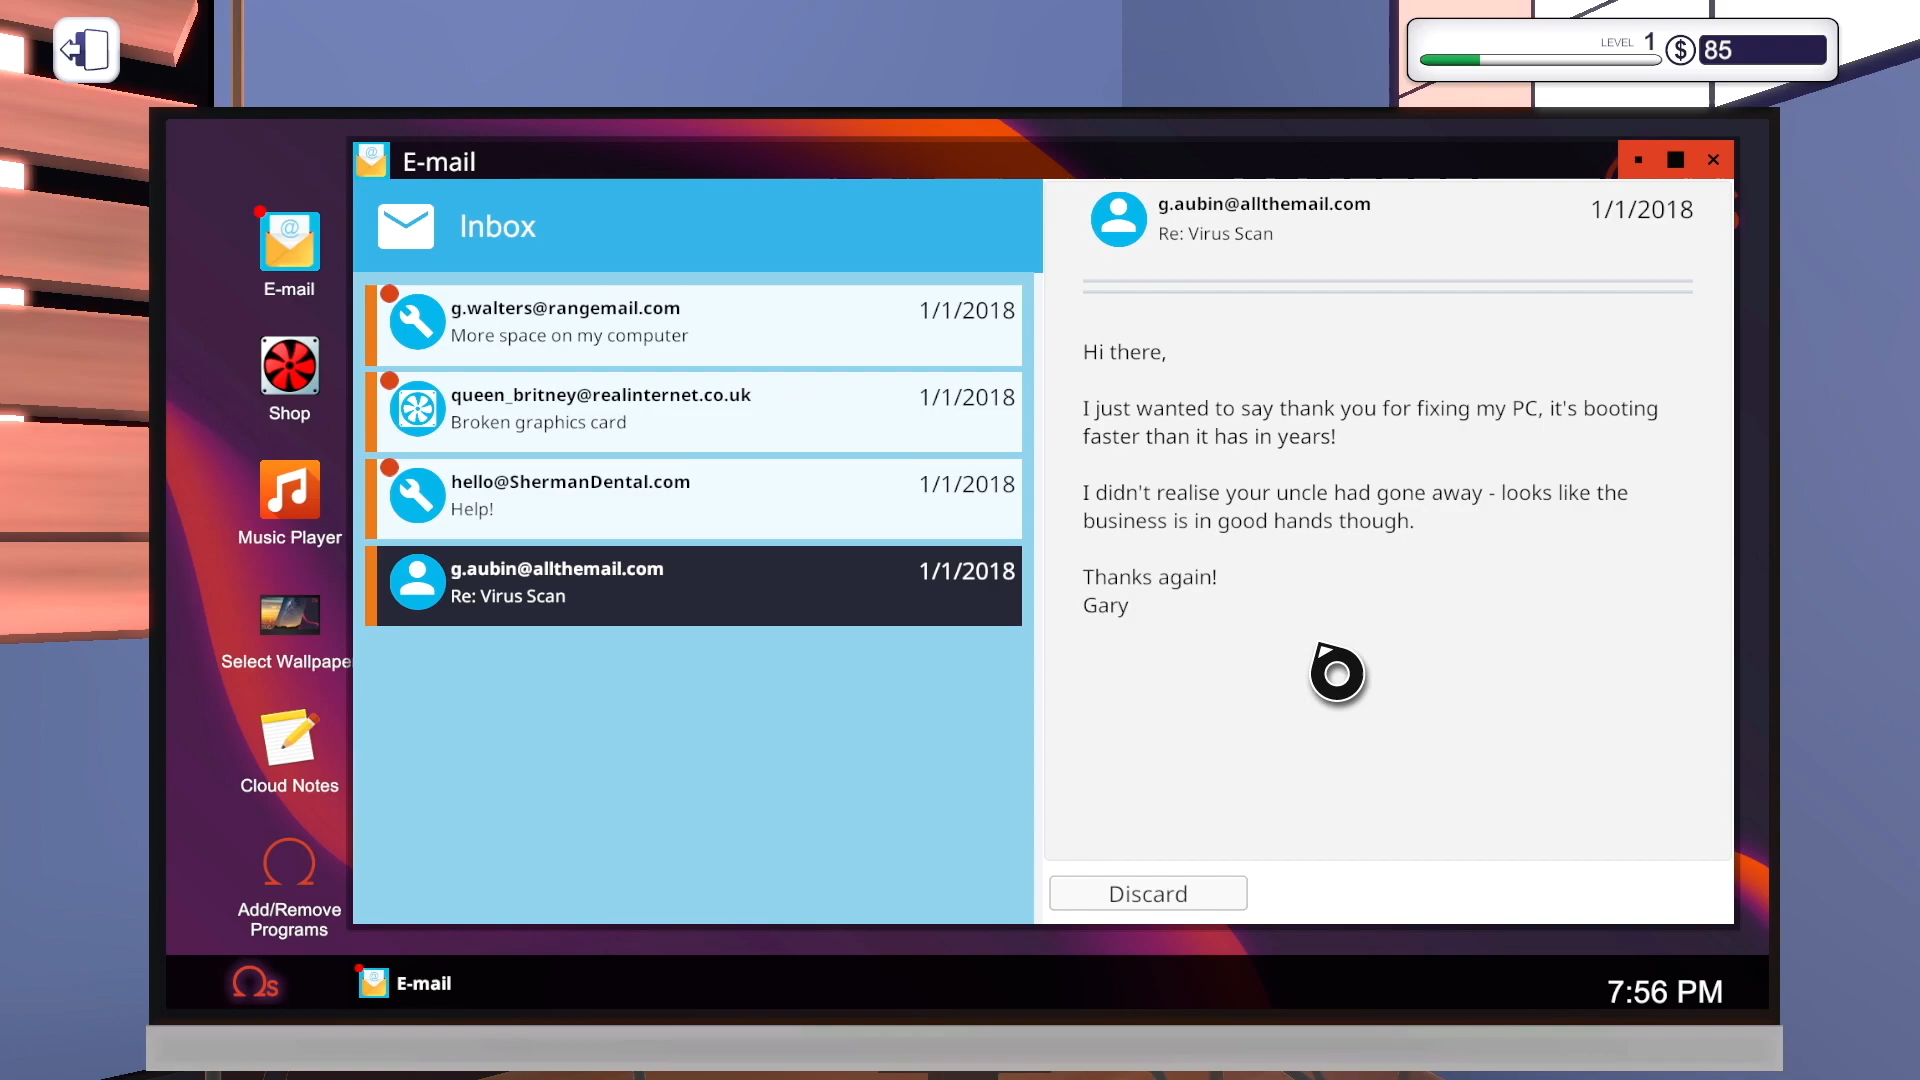 LEVEL 1
$ 85
E-mail
Inbox
g.walters@rangemail.com
1/1/2018
More space on my computer
queen_britney@realinternet.co.uk
1/1/2018
Broken graphics card
hello@ShermanDental.com
1/1/2018
Help!
g.aubin@allthemail.com
1/1/2018
Re: Virus Scan
g.aubin@allthemail.com
1/1/2018
Re: Virus Scan
Hi there,
I just wanted to say thank you for fixing my PC, it's booting
faster than it has in years!
I didn't realise your uncle had gone away - looks like the
business is in good hands though.
Thanks again!
Gary
Discard
E-mail
Shop
Music Player
Select Wallpape
Cloud Notes
Add/Remove
Programs
Ωs
E-mail
7:56 PM